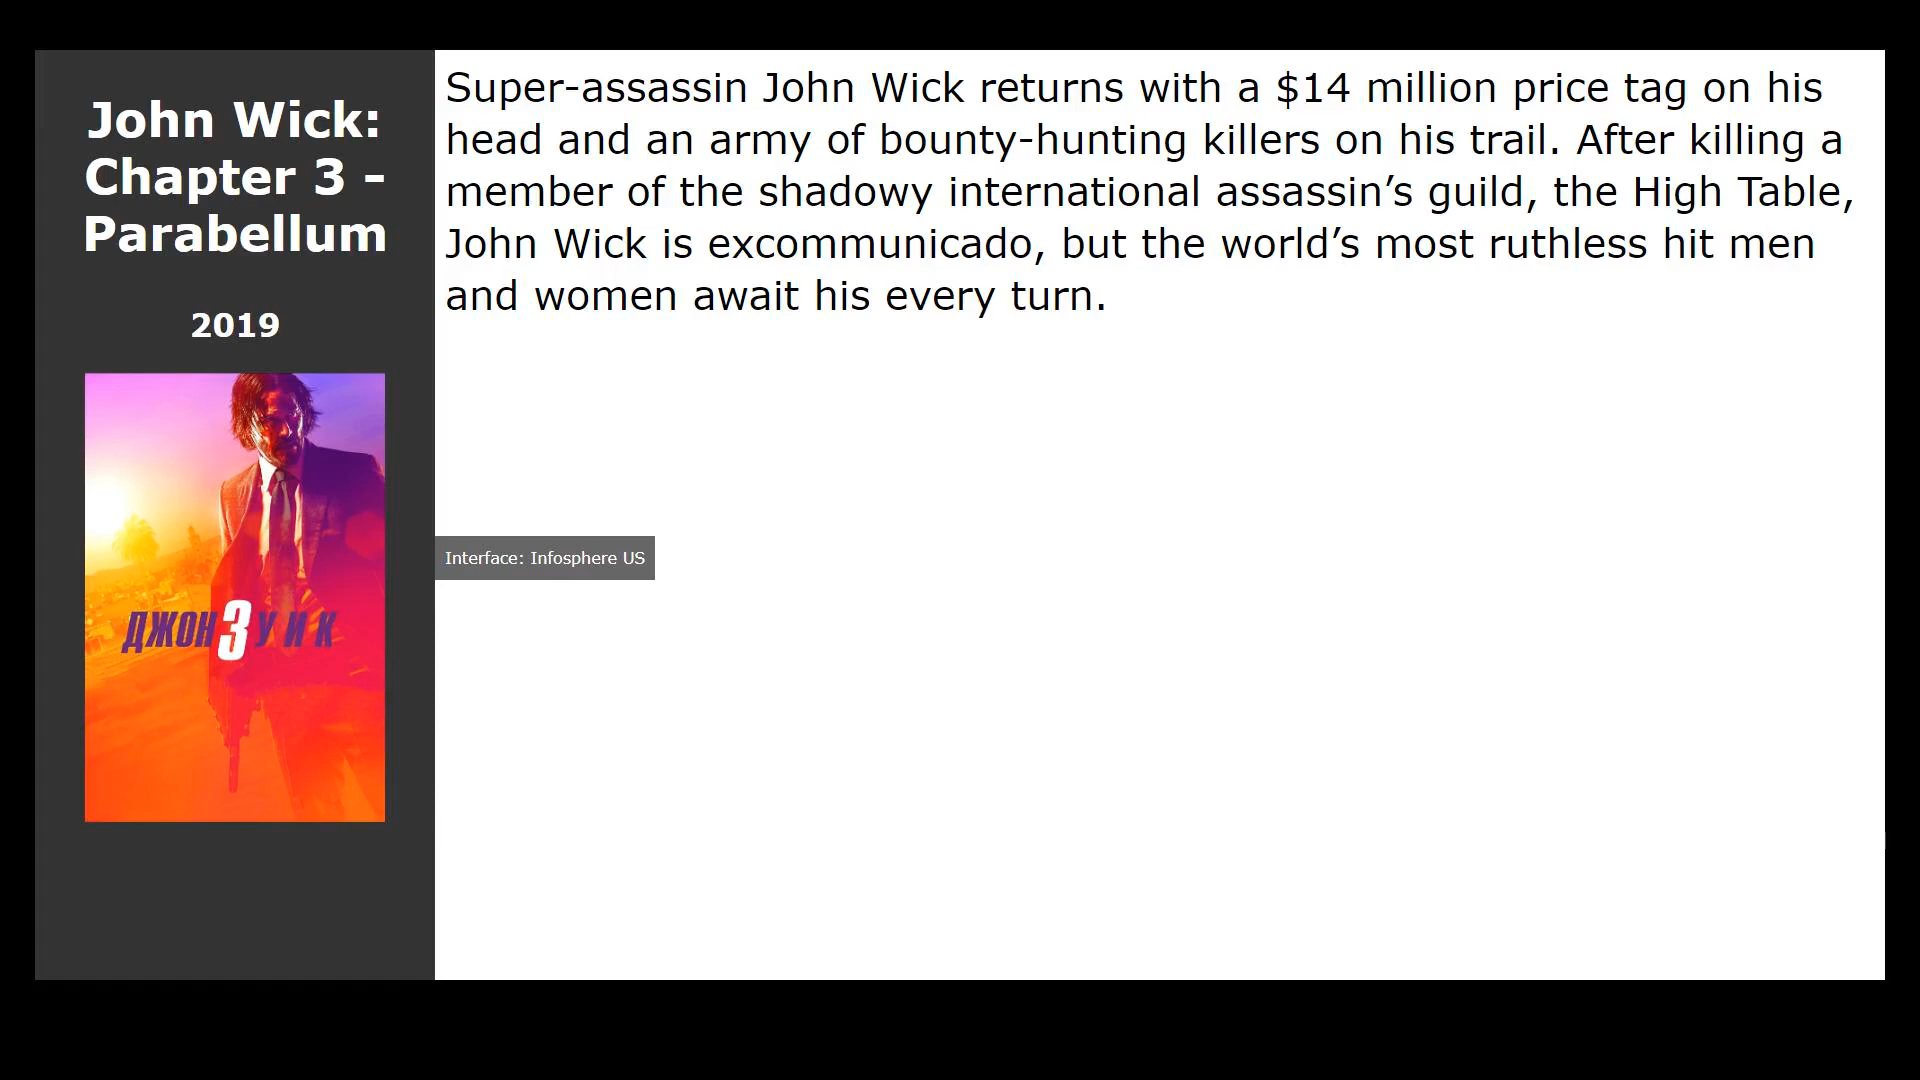 John Wick:
Chapter 3 –
Parabellum
2019
ДЖОН 3 УИК
Super-assassin John Wick returns with a $14 million price tag on his
head and an army of bounty-hunting killers on his trail. After killing a
member of the shadowy international assassin’s guild, the High Table,
John Wick is excommunicado, but the world’s most ruthless hit men
and women await his every turn.
Interface: Infosphere US